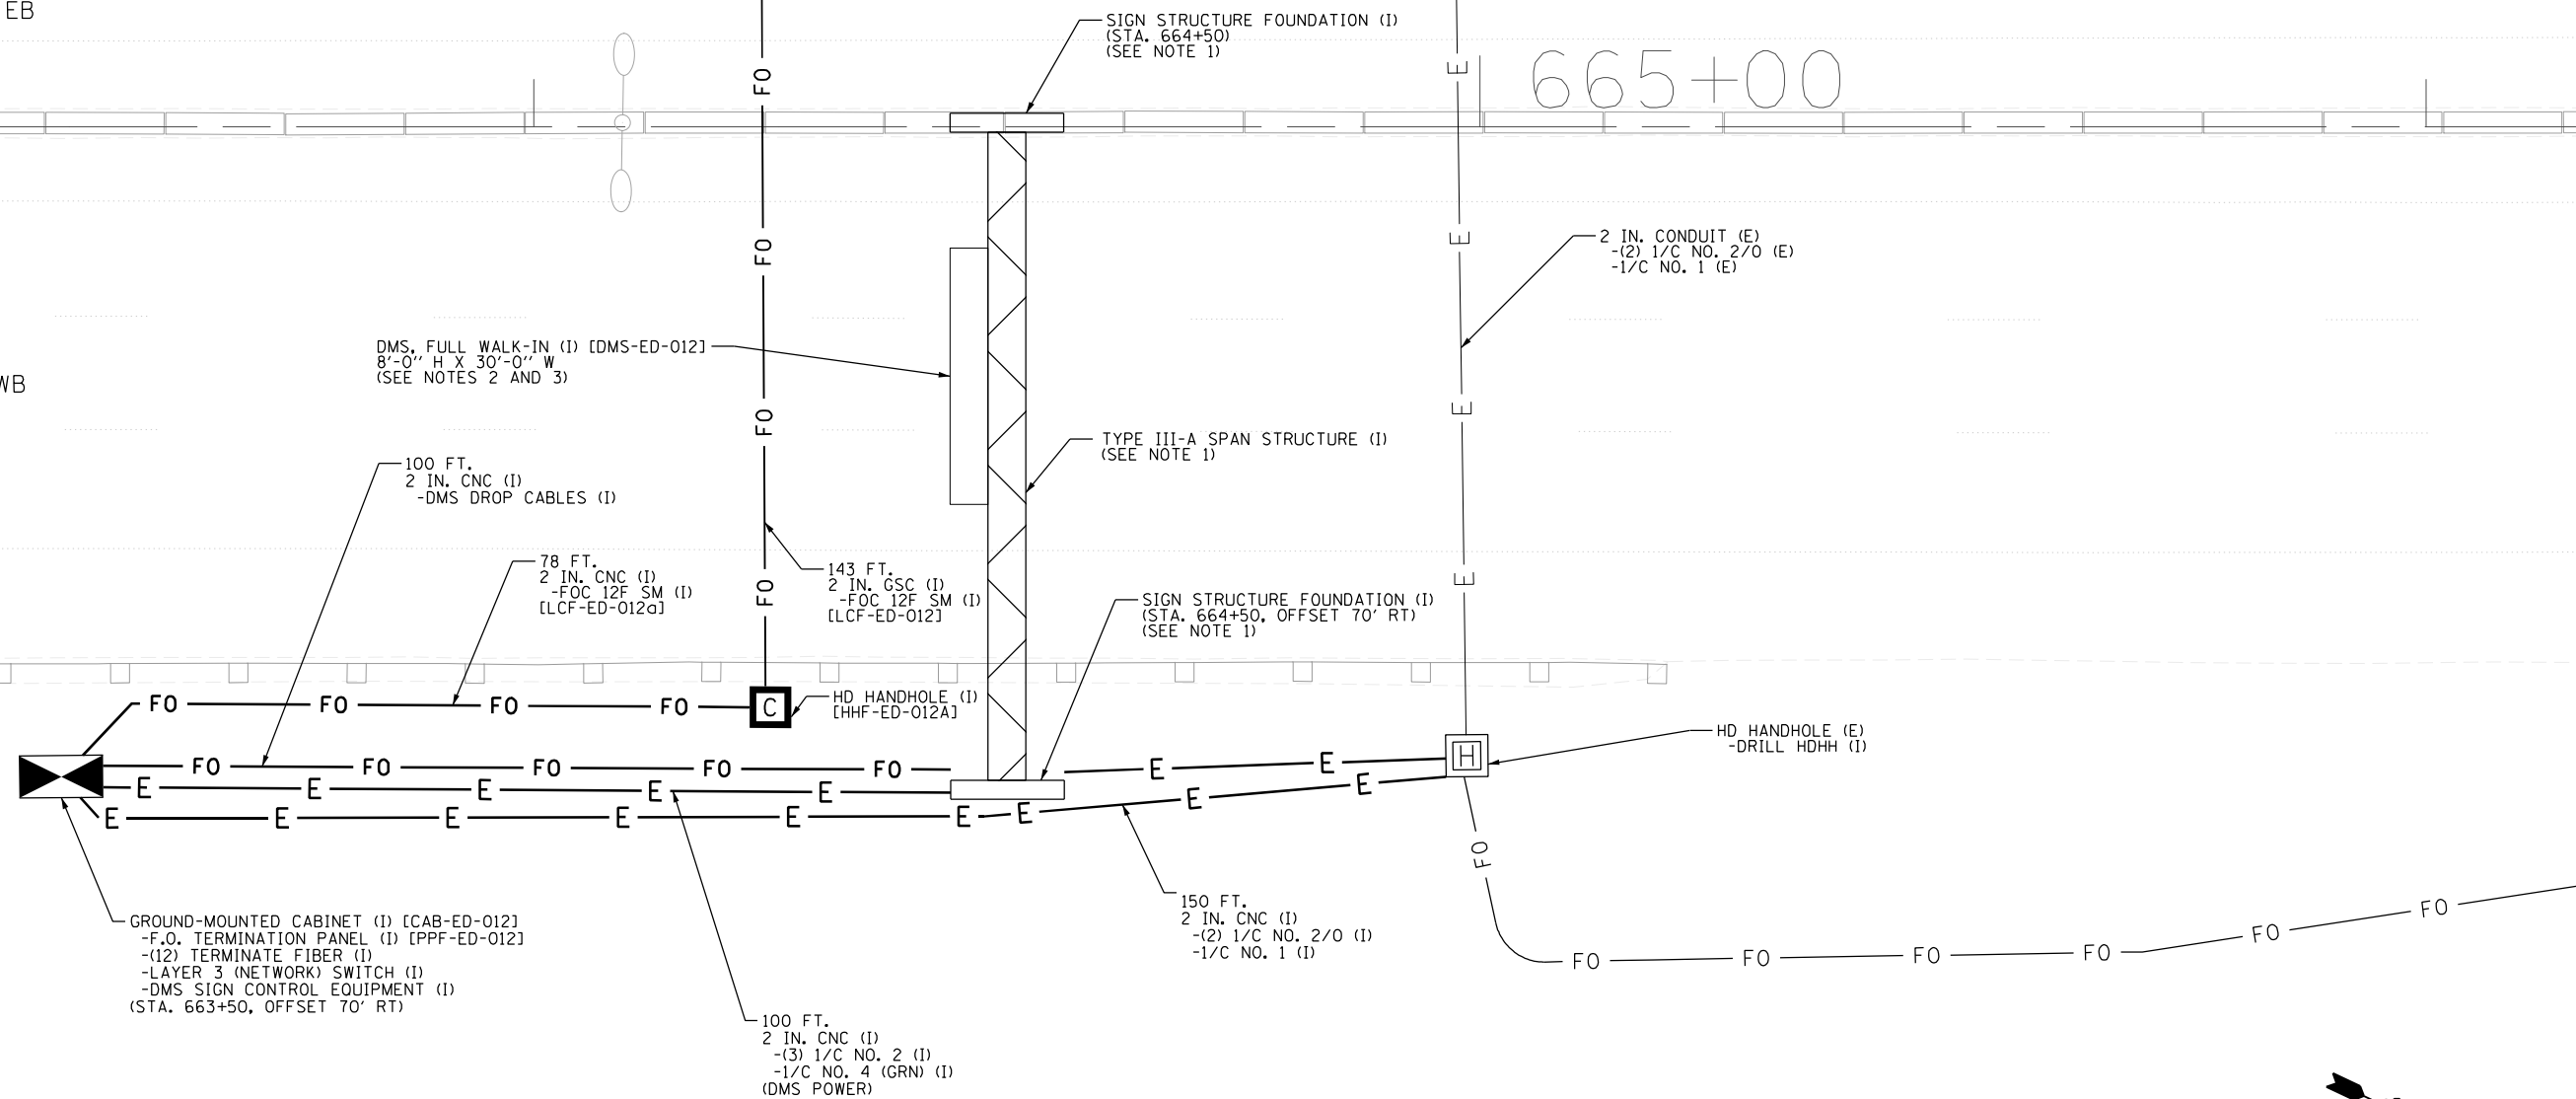 EB
SIGN STRUCTURE FOUNDATION (I)
(STA. 664+50)
(SEE NOTE 1)
665+00
FO
E
2 IN. CONDUIT (E)
-(2) 1/C NO. 2/0 (E)
-1/C NO. 1 (E)
E
FO
DMS, FULL WALK-IN (I) [DMS-ED-012]
8'-0" H X 30'-0" W
(SEE NOTES 2 AND 3)
WB
FO
E
TYPE III-A SPAN STRUCTURE (I)
(SEE NOTE 1)
100 FT.
2 IN. CNC (I)
-DMS DROP CABLES (I)
78 FT.
2 IN. CNC (I)
-FOC 12F SM (I)
[LCF-ED-012a]
FO
143 FT.
2 IN. GSC (I)
-FOC 12F SM (I)
[LCF-ED-012]
E
SIGN STRUCTURE FOUNDATION (I)
(STA. 664+50, OFFSET 70' RT)
(SEE NOTE 1)
FO FO FO FO
C
HD HANDHOLE (I)
[HHF-ED-012A]
HD HANDHOLE (E)
-DRILL HDHH (I)
H
FO FO FO FO FO
E E
E E E E E
E E E E E E E E E
FO
GROUND-MOUNTED CABINET (I) [CAB-ED-012]
-F.O. TERMINATION PANEL (I) [PPF-ED-012]
-(12) TERMINATE FIBER (I)
-LAYER 3 (NETWORK) SWITCH (I)
-DMS SIGN CONTROL EQUIPMENT (I)
(STA. 663+50, OFFSET 70' RT)
150 FT.
2 IN. CNC (I)
-(2) 1/C NO. 2/0 (I)
-1/C NO. 1 (I)
FO FO FO FO FO FO
100 FT.
2 IN. CNC (I)
-(3) 1/C NO. 2 (I)
-1/C NO. 4 (GRN) (I)
(DMS POWER)